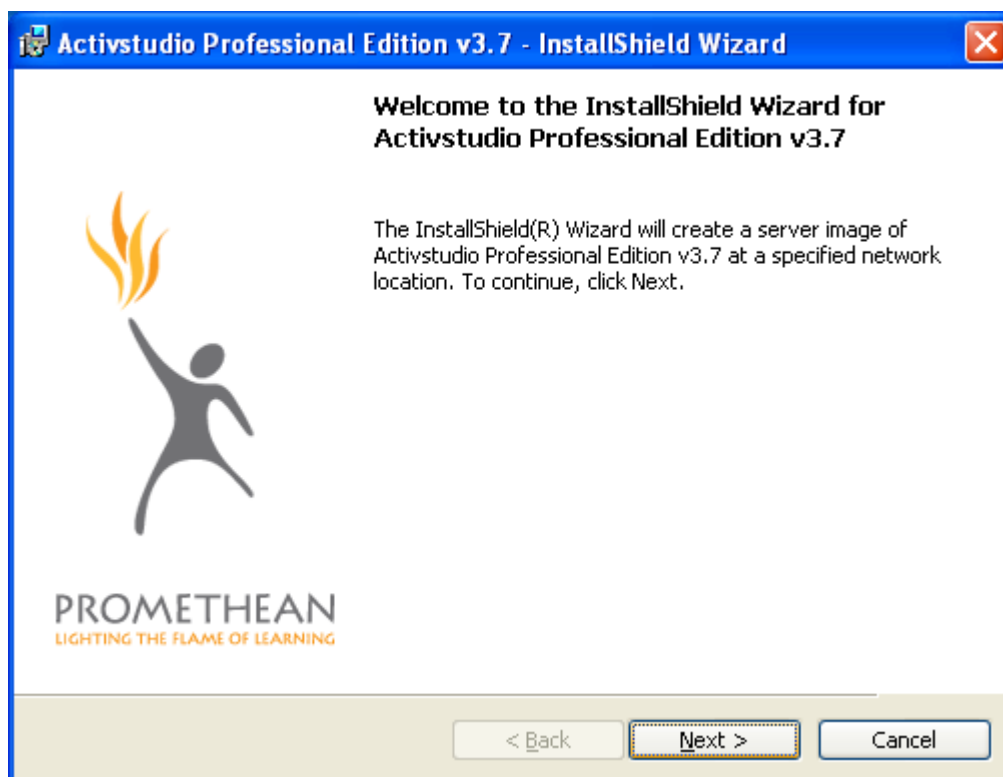 Activstudio Professional Edition v3.7 - InstallShield Wizard
Welcome to the InstallShield Wizard for
Activstudio Professional Edition v3.7
The InstallShield(R) Wizard will create a server image of
Activstudio Professional Edition v3.7 at a specified network
location. To continue, click Next.
PROMETHEAN
LIGHTING THE FLAME OF LEARNING
< Back
Next >
Cancel